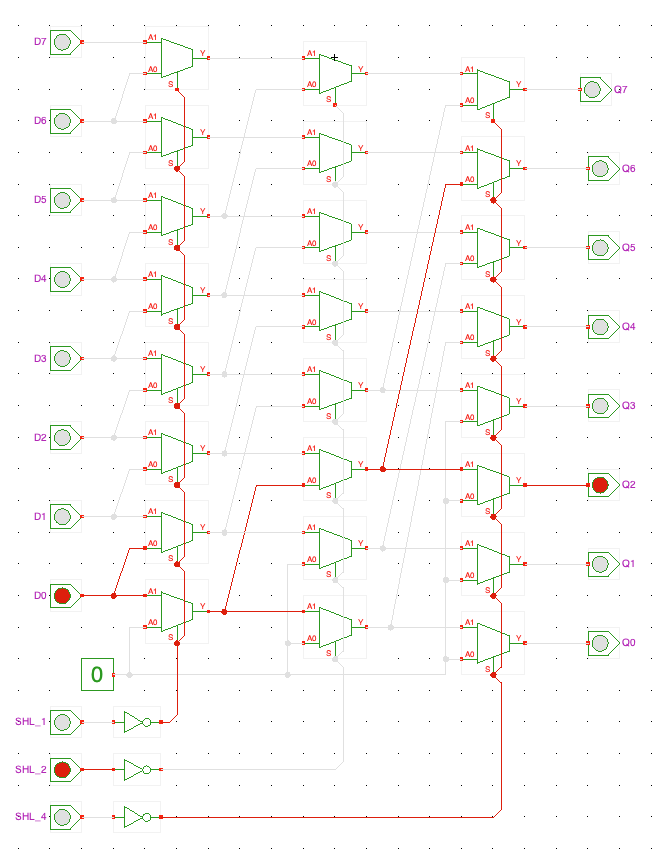 D7 A1
Y A1
A0 Y A1
S A0 Y Q7
S A0
D6 A1 S
Y A1
A0 Y A1
S A0 Y Q6
S A0
D5 A1 S
Y A1
A0 Y A1
S A0 Y Q5
S A0
D4 A1 S
Y A1
A0 Y A1
S A0 Y Q4
S A0
D3 A1 S
Y A1
A0 Y A1
S A0 Y Q3
S A0
D2 A1 S
Y A1
A0 Y A1
S A0 Y Q2
S A0
D1 A1 S
Y A1
A0 Y A1
S A0 Y Q1
S A0
D0 A1 S
Y A1
A0 Y A1
S A0 Y Q0
S A0
0 S
SHL_1
SHL_2
SHL_4